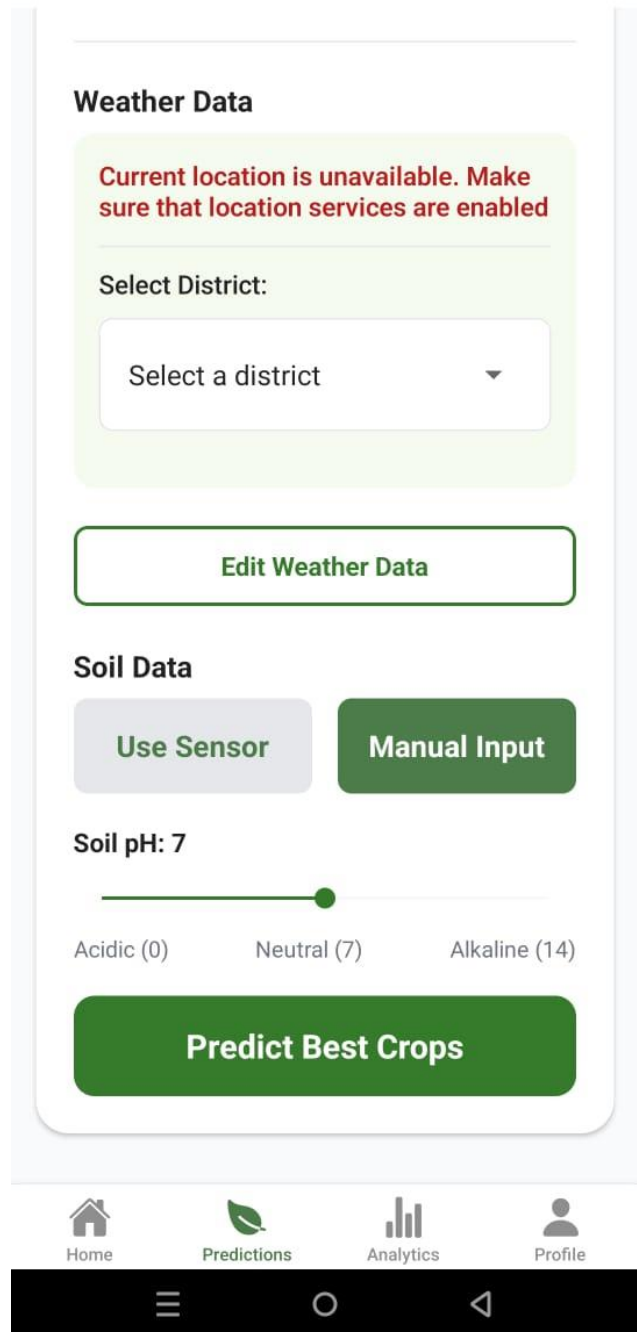 Weather Data
Current location is unavailable. Make
sure that location services are enabled
Select District:
Select a district
Edit Weather Data
Soil Data
Use Sensor
Manual Input
Soil pH: 7
Acidic (0)
Neutral (7)
Alkaline (14)
Predict Best Crops
Home
Predictions
Analytics
Profile